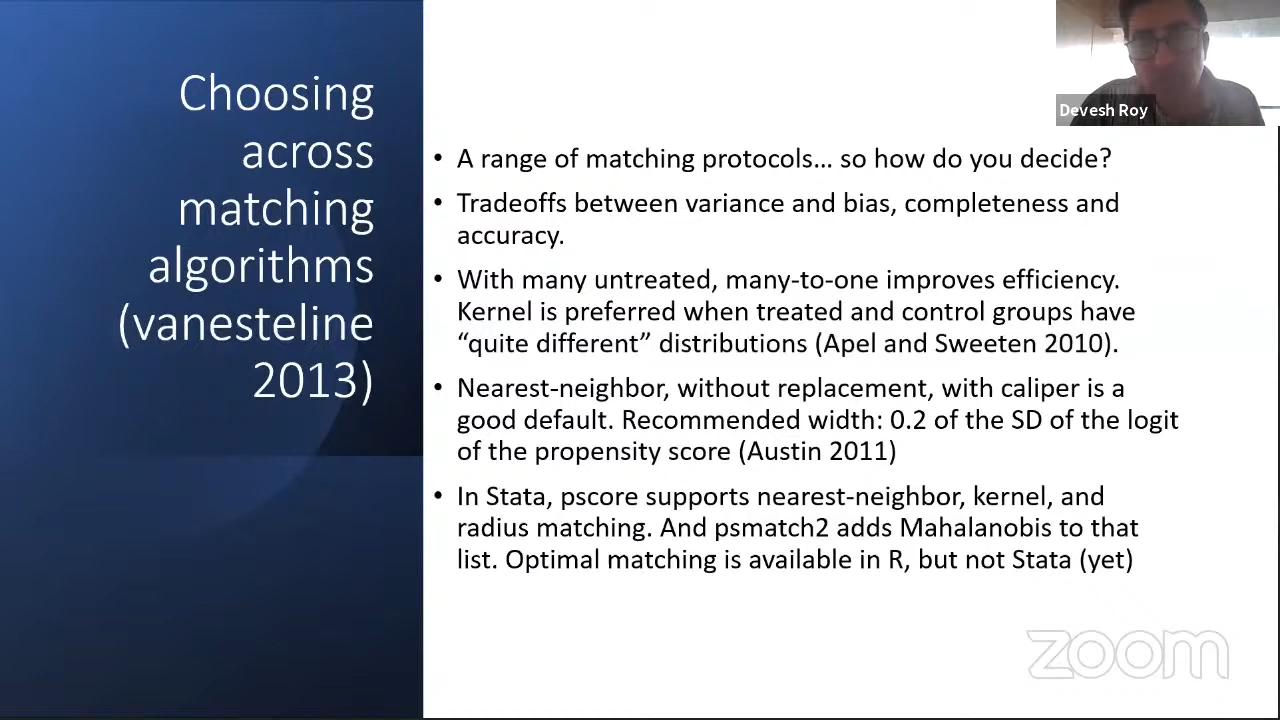 Choosing
across
matching
algorithms
(vanesteline
2013)
Devesh Roy
• A range of matching protocols… so how do you decide?
• Tradeoffs between variance and bias, completeness and
accuracy.
• With many untreated, many-to-one improves efficiency.
Kernel is preferred when treated and control groups have
“quite different” distributions (Apel and Sweeten 2010).
• Nearest-neighbor, without replacement, with caliper is a
good default. Recommended width: 0.2 of the SD of the logit
of the propensity score (Austin 2011)
• In Stata, pscore supports nearest-neighbor, kernel, and
radius matching. And psmatch2 adds Mahalanobis to that
list. Optimal matching is available in R, but not Stata (yet)
zoom